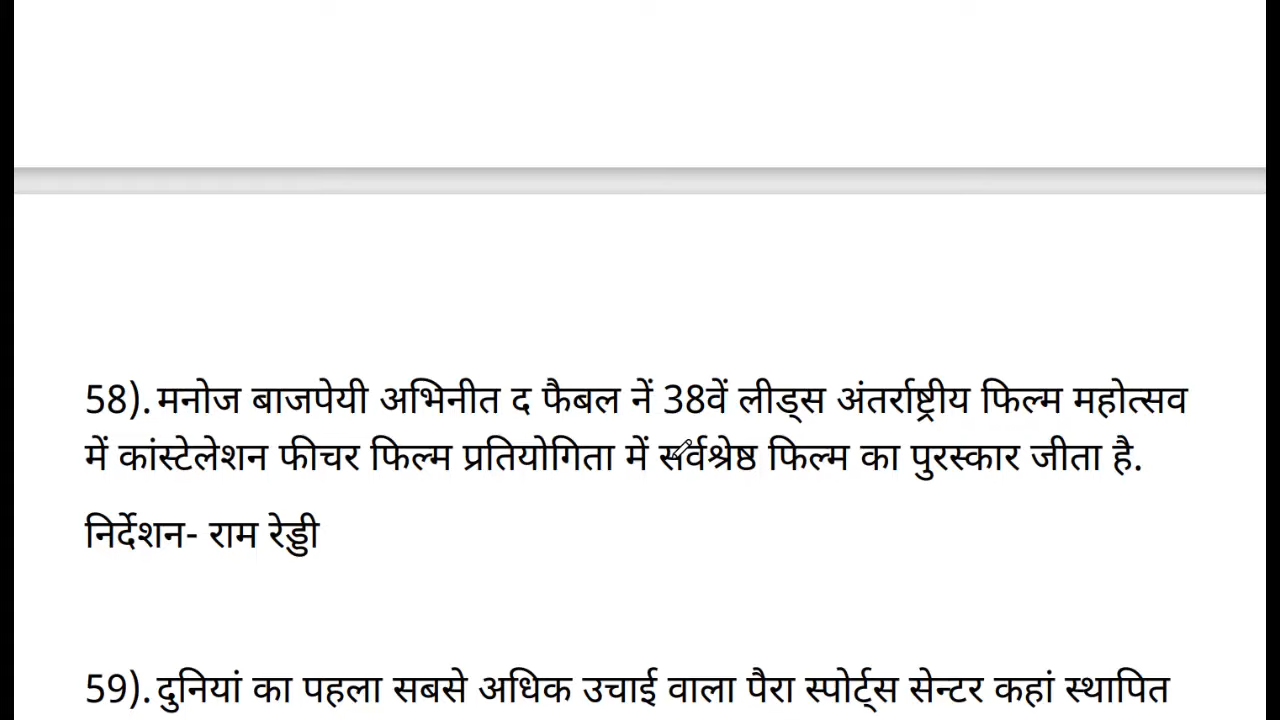 58). मनोज बाजपेयी अभिनीत द फैबल नें 38वें लीड्स अंतर्राष्ट्रीय फिल्म महोत्सव
में कांस्टेलेशन फीचर फिल्म प्रतियोगिता में सर्वश्रेष्ठ फिल्म का पुरस्कार जीता है.
निर्देशन- राम रेड्डी
59). दुनियां का पहला सबसे अधिक उचाई वाला पैरा स्पोर्ट्स सेन्टर कहां स्थापित